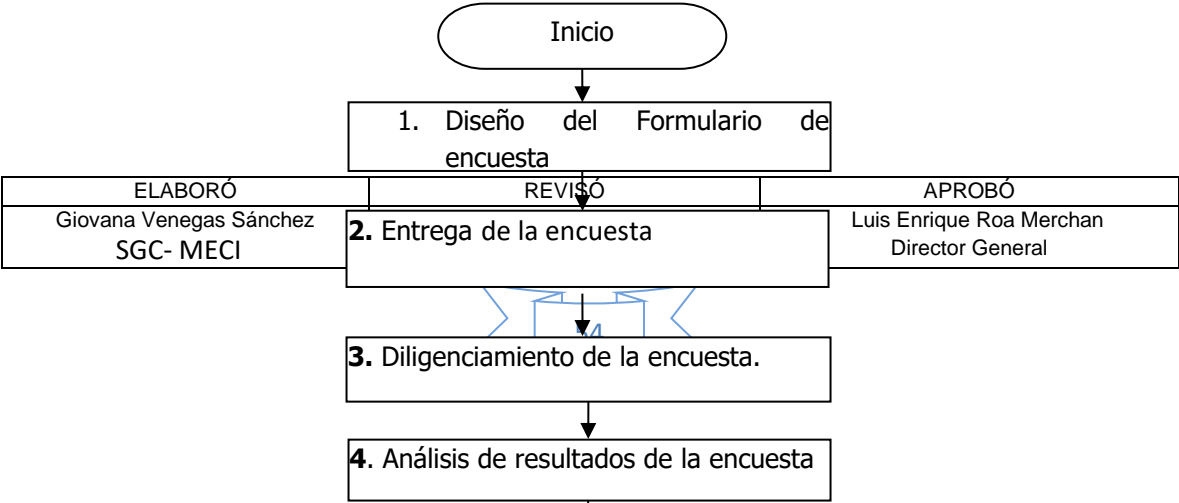 Inicio
1. Diseño del Formulario de
encuesta
ELABORÓ REVISÓ APROBÓ
Giovana Venegas Sánchez
SGC- MECI
2. Entrega de la encuesta
Luis Enrique Roa Merchan
Director General
3. Diligenciamiento de la encuesta.
4. Análisis de resultados de la encuesta